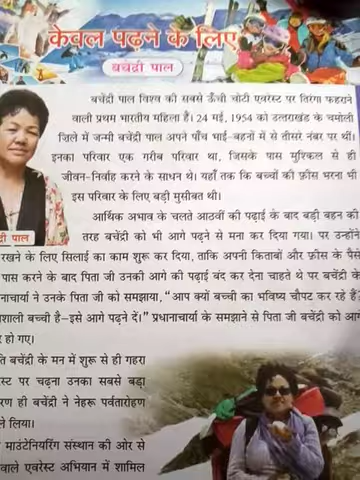 केवल पढ़ने के लिए
बचेंद्री पाल
बचेंद्री पाल विश्व की सबसे ऊँची चोटी एवरेस्ट पर तिरंगा फहराने
वाली प्रथम भारतीय महिला हैं। 24 मई, 1954 को उत्तराखंड के चमोली
ज़िले में जन्मी बचेंद्री पाल अपने पाँच भाई-बहनों में से तीसरे नंबर पर थीं।
इनका परिवार एक गरीब परिवार था, जिसके पास मुश्किल से ही
जीवन-निर्वाह करने के साधन थे। यहाँ तक कि बच्चों की फ़ीस भरना भी
इस परिवार के लिए बड़ी मुसीबत थी।
आर्थिक अभाव के चलते आठवीं की पढ़ाई के बाद बड़ी बहन की
द्री पाल
तरह बचेंद्री को भी आगे पढ़ने से मना कर दिया गया। पर उन्होंने
रखने के लिए सिलाई का काम शुरू कर दिया, ताकि अपनी किताबों और फ़ीस के पैसे
पास करने के बाद पिता जी उनकी आगे की पढ़ाई बंद कर देना चाहते थे पर बचेंद्री के
नाचार्या ने उनके पिता जी को समझाया, "आप क्यों बच्ची का भविष्य चौपट कर रहे हैं
शाली बच्ची है–इसे आगे पढ़ने दें।" प्रधानाचार्या के समझाने से पिता जी बचेंद्री को आगे
र हो गए।
ति बचेंद्री के मन में शुरू से ही गहरा
रेस्ट पर चढ़ना उनका सबसे बड़ा
रण ही बचेंद्री ने नेहरू पर्वतारोहण
ले लिया।
माउंटेनियरिंग संस्थान की ओर से
वाले एवरेस्ट अभियान में शामिल